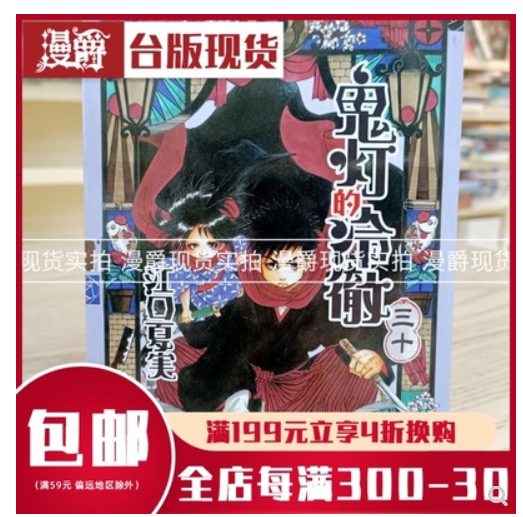 漫爵
台版现货
鬼灯的冷徹
三十
江口夏実
现货实拍 漫爵现货实拍 漫爵现货实拍 漫爵现货
包邮
(满59元 偏远地区除外)
满199元立享4折换购
全店每满300-30